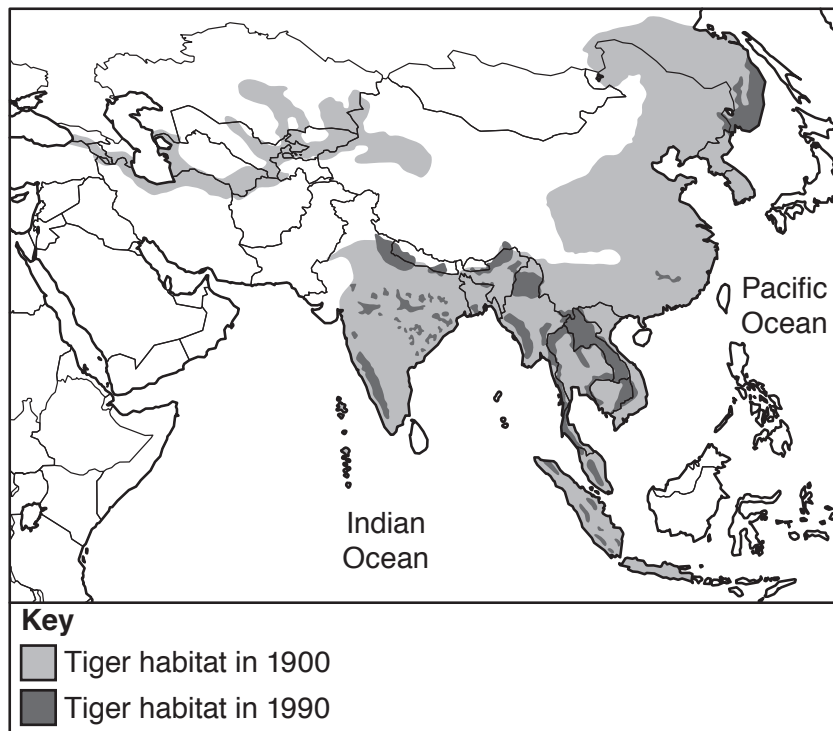 Pacific
Ocean
Indian
Ocean
Key
Tiger habitat in 1900
Tiger habitat in 1990